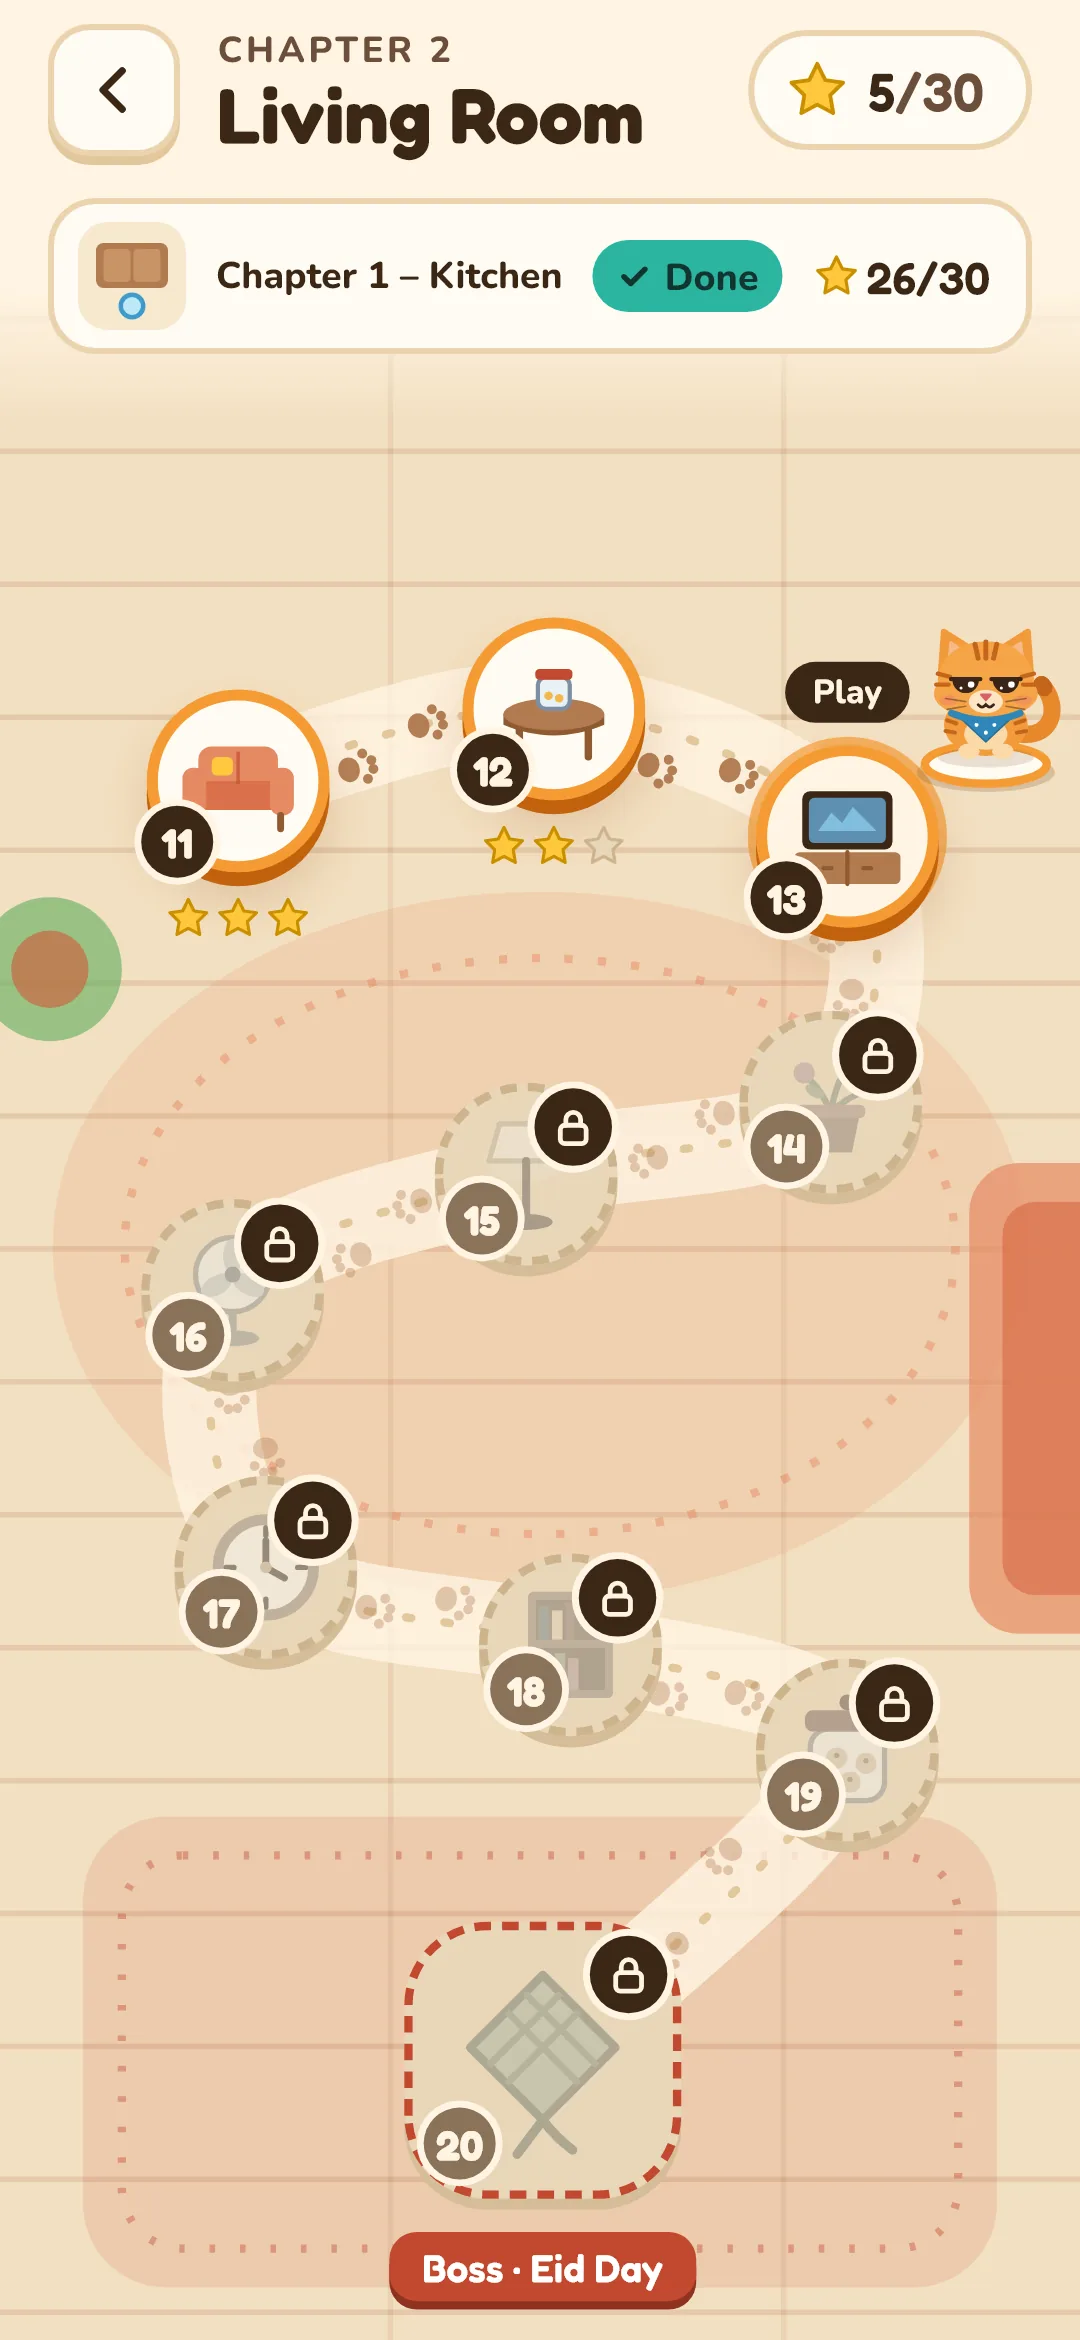 CHAPTER 2
Living Room
5/30
Chapter 1 – Kitchen
Done
26/30
Play
11
12
13
14
15
16
17
18
19
20
Boss · Eid Day